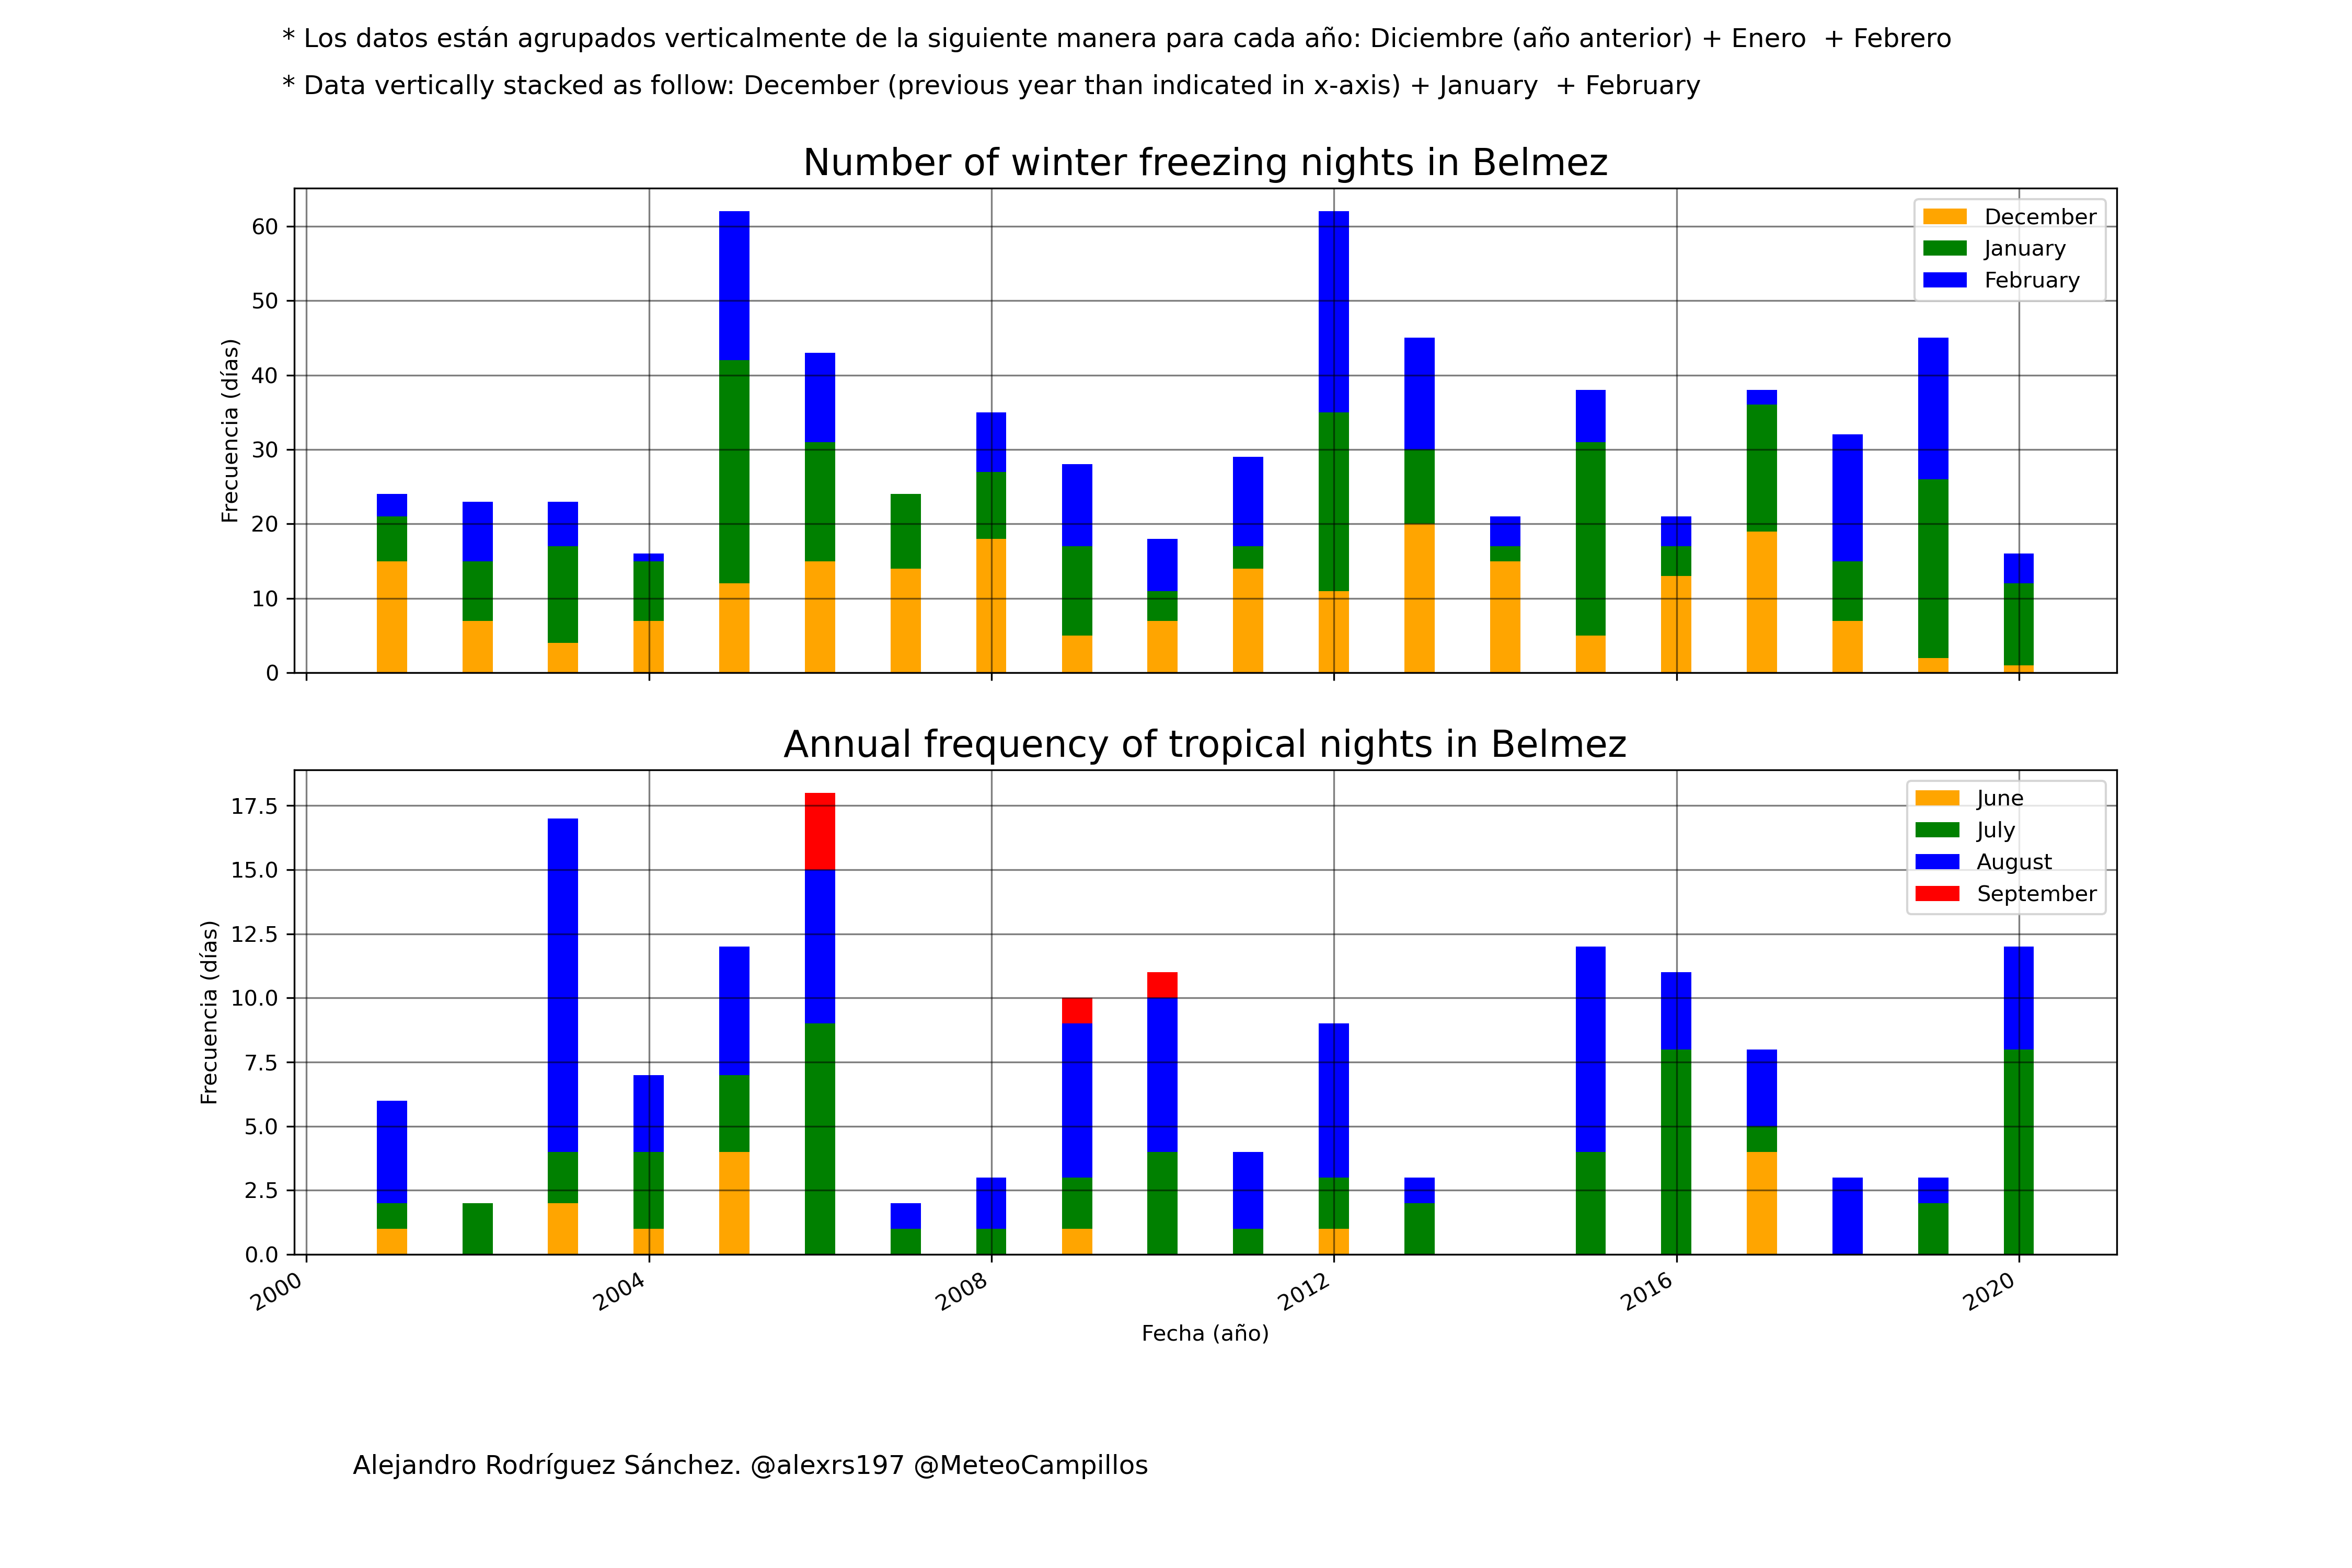 * Los datos están agrupados verticalmente de la siguiente manera para cada año: Diciembre (año anterior) + Enero  + Febrero
* Data vertically stacked as follow: December (previous year than indicated in x-axis) + January  + February
Number of winter freezing nights in Belmez
60
50
40
30
20
10
0
Frecuencia (días)
December
January
February
Annual frequency of tropical nights in Belmez
17.5
15.0
12.5
10.0
7.5
5.0
2.5
0.0
Frecuencia (días)
June
July
August
September
2000 2004 2008 2012 2016 2020
Fecha (año)
Alejandro Rodríguez Sánchez. @alexrs197 @MeteoCampillos